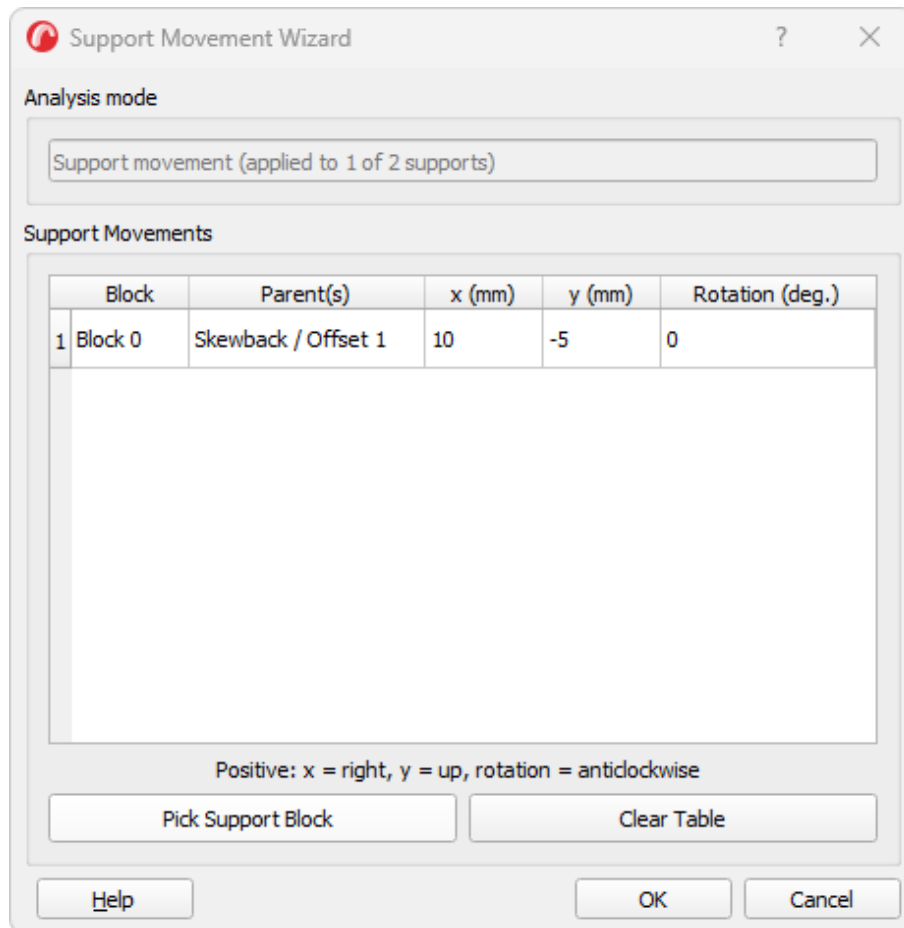 Support Movement Wizard ? ×
Analysis mode
Support movement (applied to 1 of 2 supports)
Support Movements
Block Parent(s) x (mm) y (mm) Rotation (deg.)
1 Block 0 Skewback / Offset 1 10 -5 0
Positive: x = right, y = up, rotation = anticlockwise
Pick Support Block Clear Table
Help OK Cancel